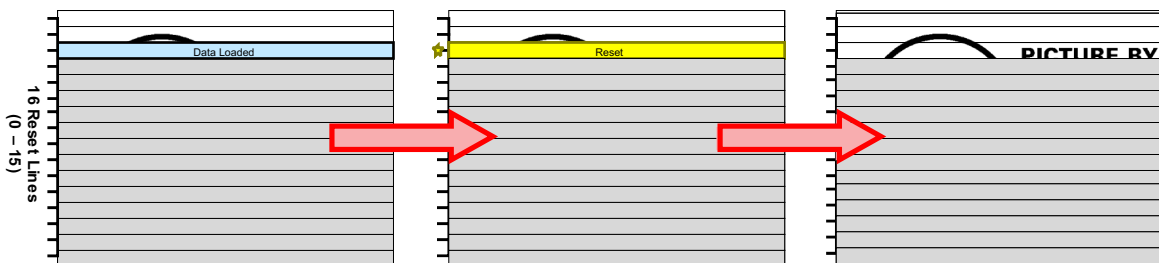 16 Reset Lines
(0 – 15)
Data Loaded
Reset
PICTURE BY